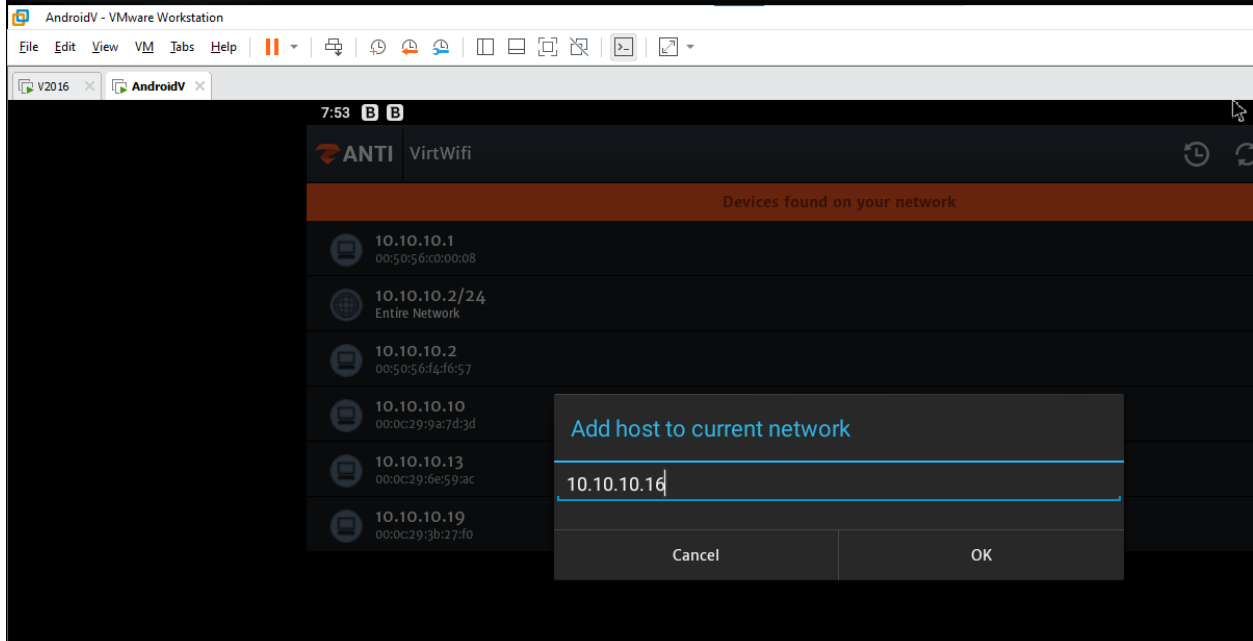 AndroidV - VMware Workstation
File Edit View VM Tabs Help
V2016 AndroidV
7:53 B B
ZANTI VirtWifi
Devices found on your network
10.10.10.1
00:50:56:c0:00:08
10.10.10.2/24
Entire Network
10.10.10.2
00:50:56:f4:f6:57
10.10.10.10
00:0c:29:9a:7d:3d
10.10.10.13
00:0c:29:6e:59:ac
10.10.10.19
00:0c:29:3b:27:f0
Add host to current network
10.10.10.16
Cancel OK